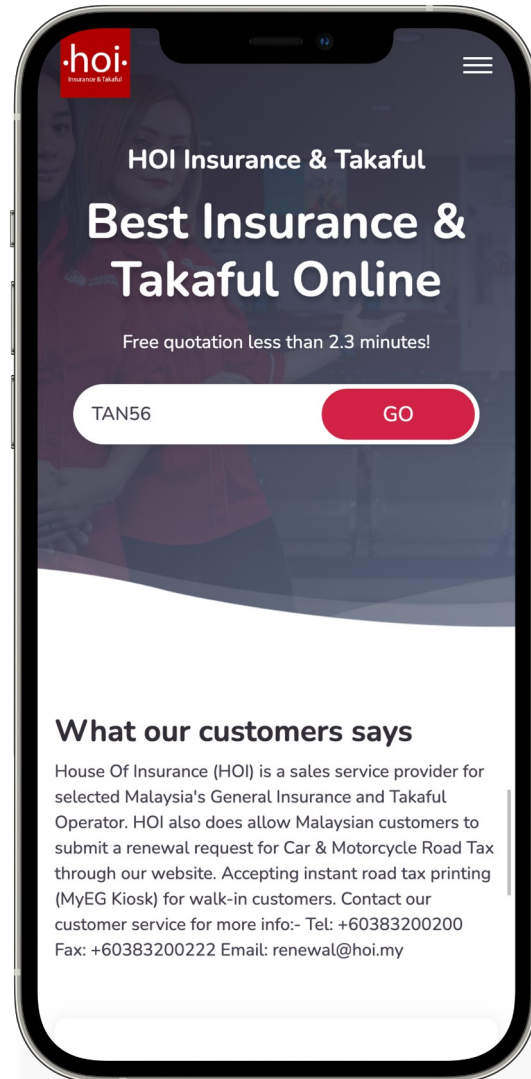 ·hoi·
Insurance & Takaful
HOI Insurance & Takaful
Best Insurance &
Takaful Online
Free quotation less than 2.3 minutes!
TAN56
GO
What our customers says
House Of Insurance (HOI) is a sales service provider for
selected Malaysia's General Insurance and Takaful
Operator. HOI also does allow Malaysian customers to
submit a renewal request for Car & Motorcycle Road Tax
through our website. Accepting instant road tax printing
(MyEG Kiosk) for walk-in customers. Contact our
customer service for more info:- Tel: +60383200200
Fax: +60383200222 Email: renewal@hoi.my